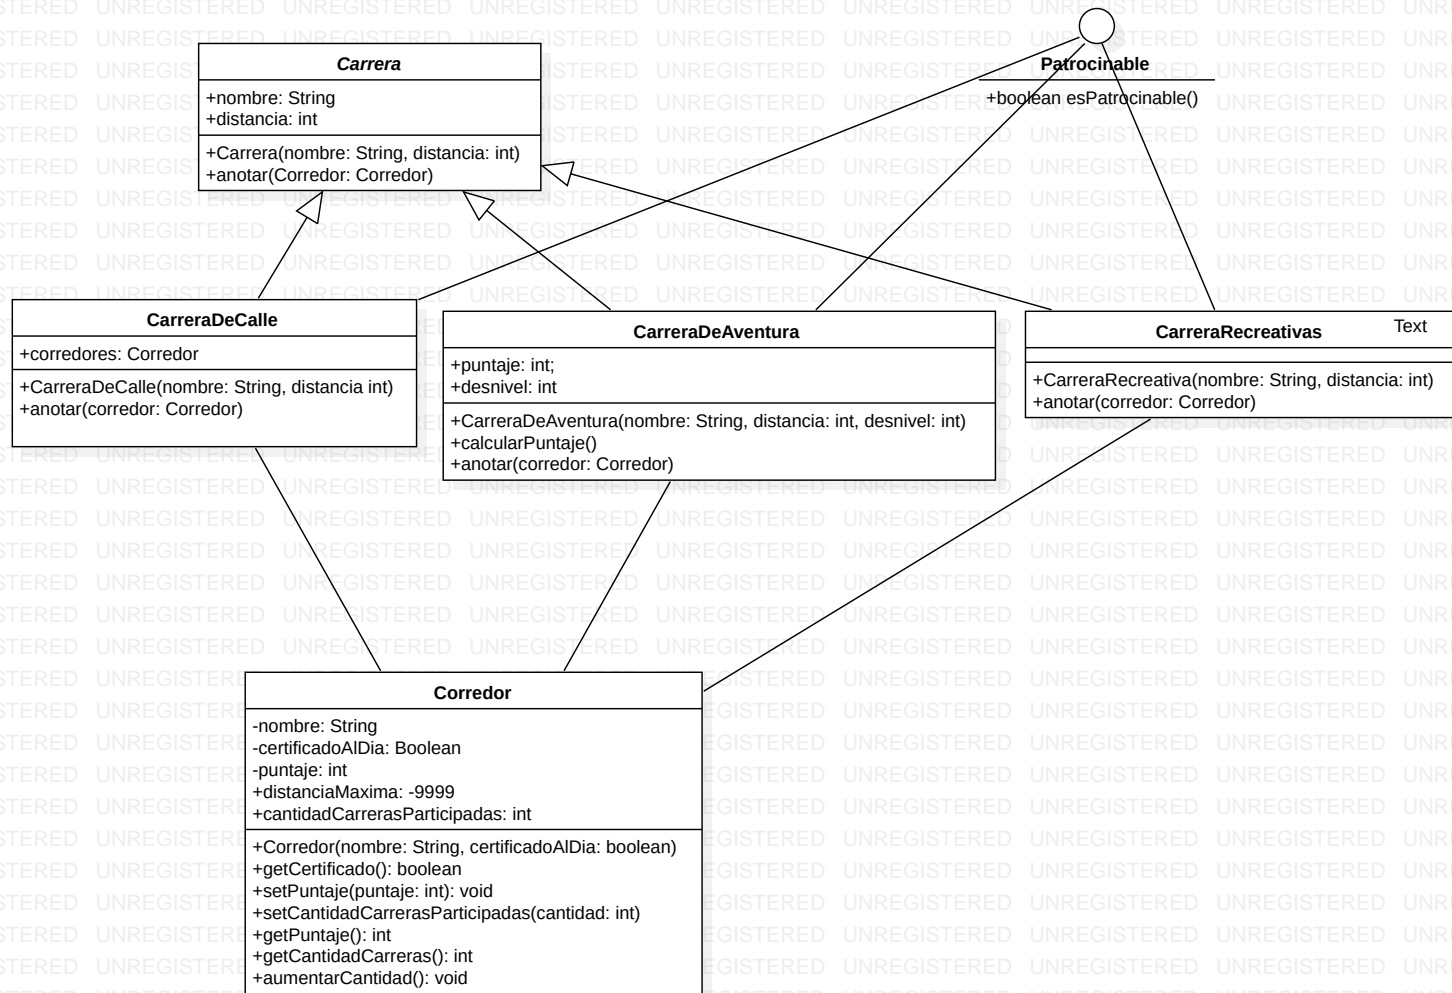 Carrera
+nombre: String
+distancia: int
+Carrera(nombre: String, distancia: int)
+anotar(Corredor: Corredor)
Patrocinable
+boolean esPatrocinable()
CarreraDeCalle
+corredores: Corredor
+CarreraDeCalle(nombre: String, distancia int)
+anotar(corredor: Corredor)
CarreraDeAventura
+puntaje: int;
+desnivel: int
+CarreraDeAventura(nombre: String, distancia: int, desnivel: int)
+calcularPuntaje()
+anotar(corredor: Corredor)
CarreraRecreativas
Text
+CarreraRecreativa(nombre: String, distancia: int)
+anotar(corredor: Corredor)
Corredor
-nombre: String
-certificadoAlDia: Boolean
-puntaje: int
+distanciaMaxima: -9999
+cantidadCarrerasParticipadas: int
+Corredor(nombre: String, certificadoAlDia: boolean)
+getCertificado(): boolean
+setPuntaje(puntaje: int): void
+setCantidadCarrerasParticipadas(cantidad: int)
+getPuntaje(): int
+getCantidadCarreras(): int
+aumentarCantidad(): void
UNREGISTERED